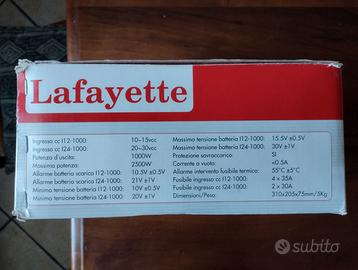 Lafayette
Ingresso cc I12-1000: 10-15vcc
Ingresso cc I24-1000: 20-30vcc
Potenza d'uscita: 1000W
Massima potenza: 2500W
Allarme batteria scarica I12-1000: 10.5V ±0.5V
Allarme batteria scarica I24-1000: 21V ±1V
Minima tensione batteria I12-1000: 10V ±0.5V
Minima tensione batteria I24-1000: 20V ±1V
Massima tensione batteria I12-1000: 15.5V ±0.5V
Massima tensione batteria I24-1000: 30V ±1V
Protezione sovraccarico: SI
Corrente a vuoto: <0.5A
Allarme intervento fusibile termico: 55°C ±5°C
Fusibile ingresso cc I12-1000: 4 x 35A
Fusibile ingresso cc I24-1000: 2 x 30A
Dimensioni/Peso: 310x205x75mm/5Kg
subito